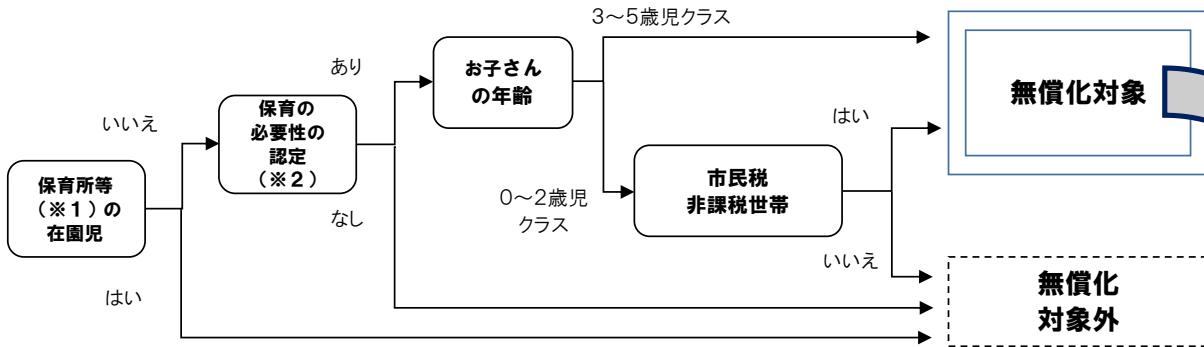 3～5歳児クラス
あり
お子さん
の年齢
無償化対象
いいえ
保育の
必要性の
認定
（※２）
はい
保育所等
（※１）の
在園児
市民税
非課税世帯
0～2歳児
クラス
なし
いいえ
はい
無償化
対象外